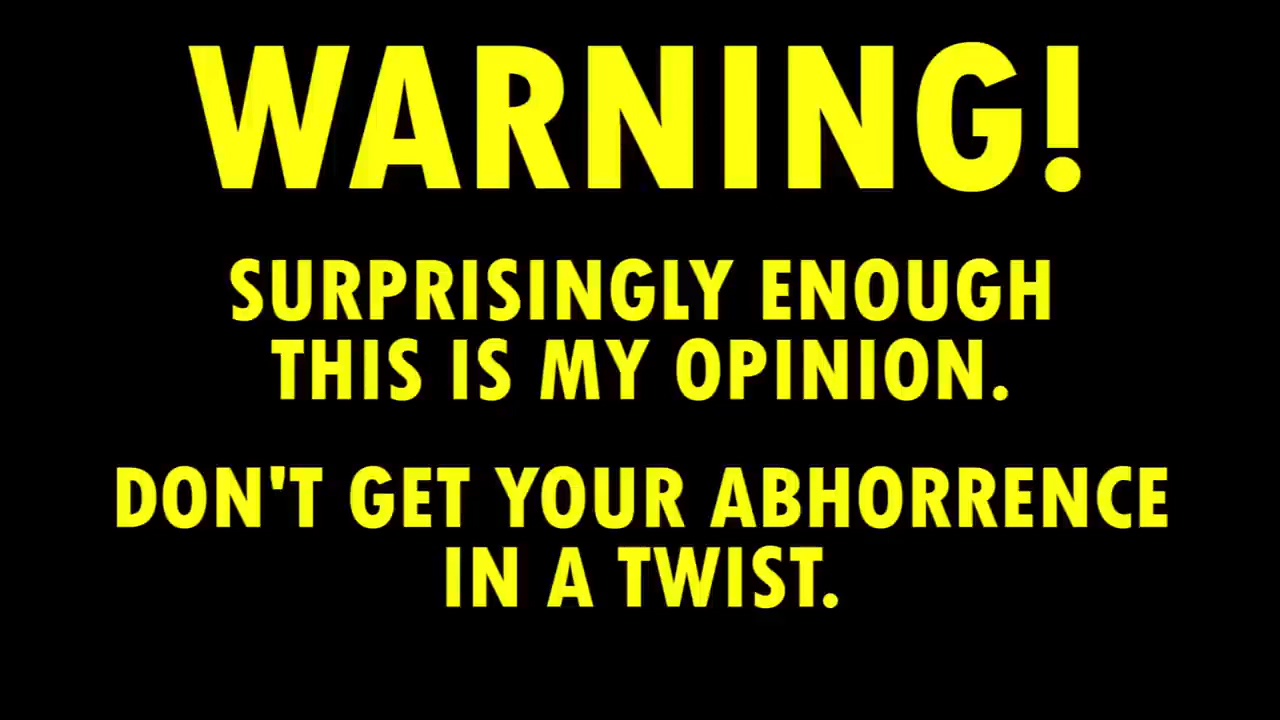 WARNING!
SURPRISINGLY ENOUGH
THIS IS MY OPINION.
DON'T GET YOUR ABHORRENCE
IN A TWIST.